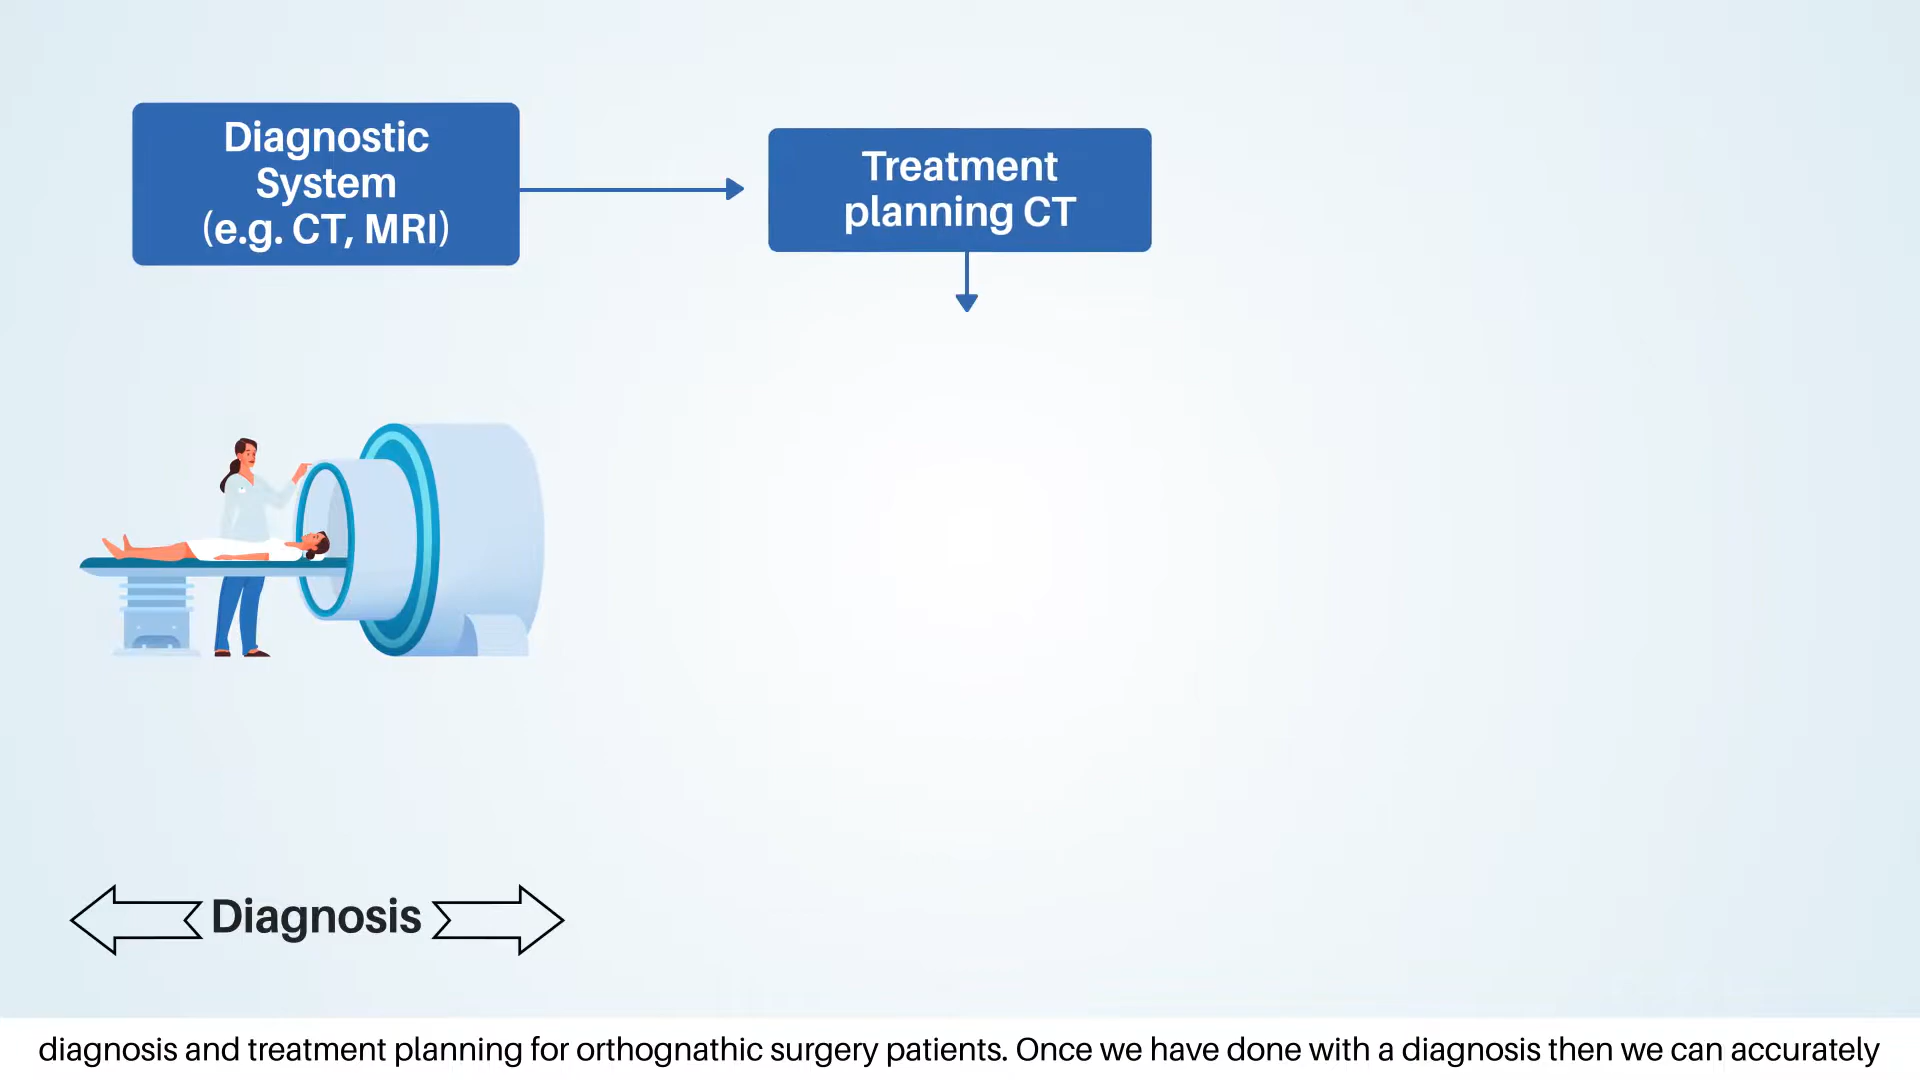 Diagnostic
System
(e.g. CT, MRI)
Treatment
planning CT
Diagnosis
diagnosis and treatment planning for orthognathic surgery patients. Once we have done with a diagnosis then we can accurately